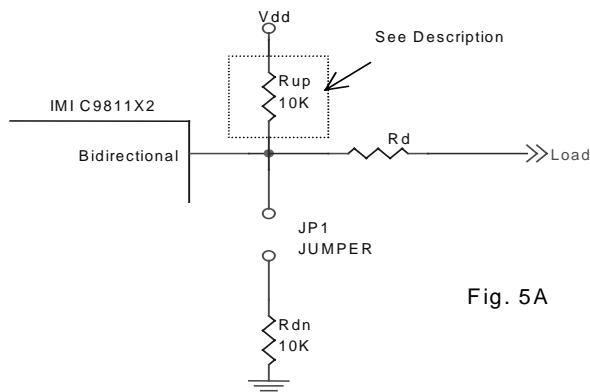 Vdd
See Description
Rup
10K
IMI C9811X2
Rd
Bidirectional
Load
JP1
JUMPER
Fig. 5A
Rdn
10K